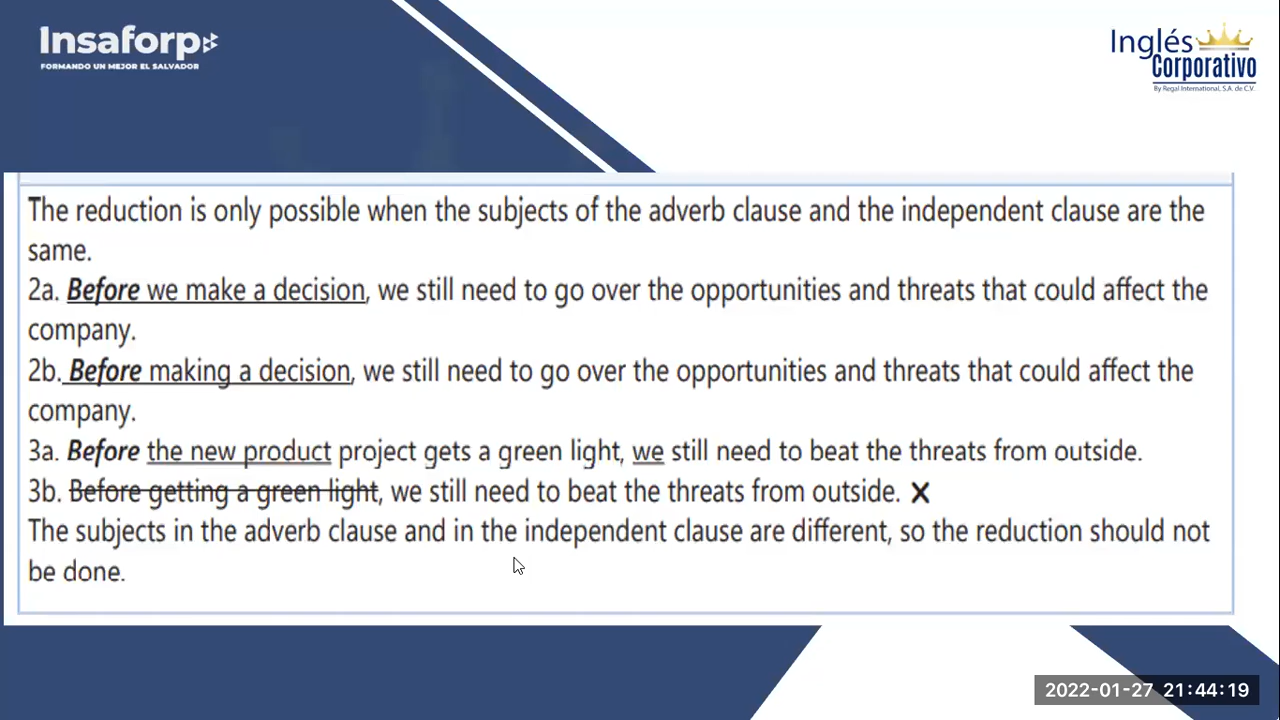 Insaforp
FORMANDO UN MEJOR EL SALVADOR
Inglés
Corporativo
By Regal International, S.A. de C.V.
The reduction is only possible when the subjects of the adverb clause and the independent clause are the
same.
2a. Before we make a decision, we still need to go over the opportunities and threats that could affect the
company.
2b. Before making a decision, we still need to go over the opportunities and threats that could affect the
company.
3a. Before the new product project gets a green light, we still need to beat the threats from outside.
3b. Before getting a green light, we still need to beat the threats from outside. ✕
The subjects in the adverb clause and in the independent clause are different, so the reduction should not
be done.
2022-01-27 21:44:19